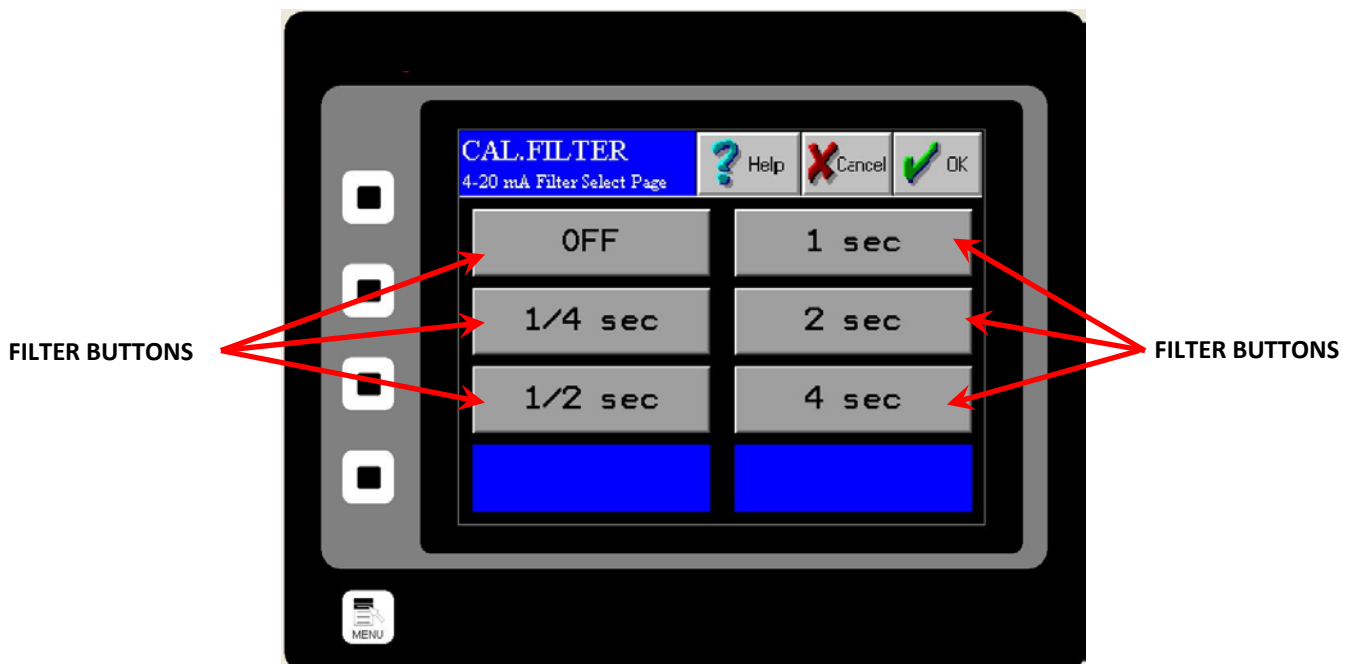 CAL.FILTER
4-20 mA Filter Select Page
Help
Cancel
OK
OFF
1 sec
1/4 sec
2 sec
1/2 sec
4 sec
FILTER BUTTONS
FILTER BUTTONS
MENU